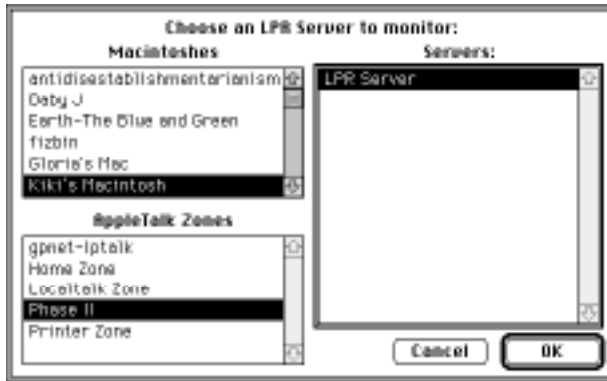 Choose an LPR Server to monitor:
Macintoshes
antidisestablishmentarianism
Daby J
Earth-The Blue and Green
fizbin
Gloria's Mac
Kiki's Macintosh
AppleTalk Zones
gpnet-iptalk
Home Zone
Localtalk Zone
Phase II
Printer Zone
Servers:
LPR Server
Cancel
OK